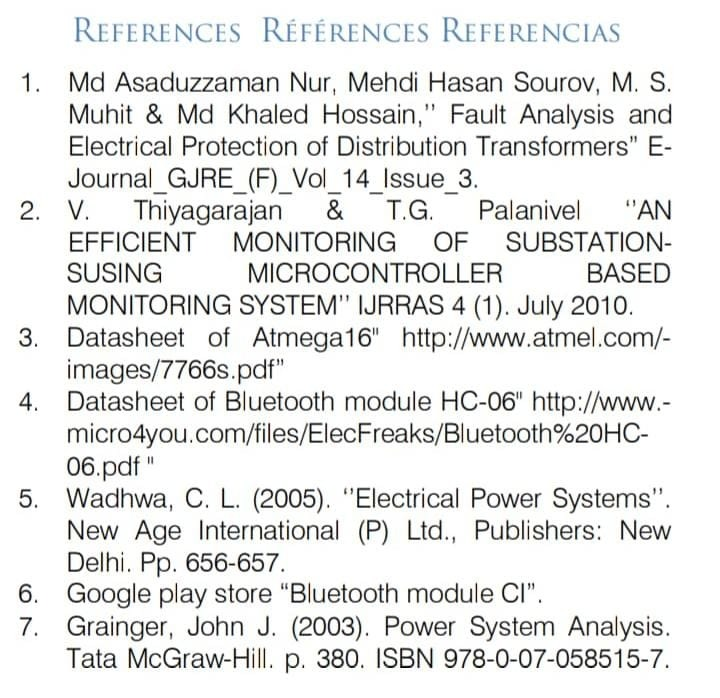 REFERENCES RÉFÉRENCES REFERENCIAS
1. Md Asaduzzaman Nur, Mehdi Hasan Sourov, M. S.
Muhit & Md Khaled Hossain,'' Fault Analysis and
Electrical Protection of Distribution Transformers" E-
Journal_GJRE_(F)_Vol_14_Issue_3.
2. V. Thiyagarajan & T.G. Palanivel ''AN
EFFICIENT MONITORING OF SUBSTATION-
SUSING MICROCONTROLLER BASED
MONITORING SYSTEM'' IJRRAS 4 (1). July 2010.
3. Datasheet of Atmega16" http://www.atmel.com/-
images/7766s.pdf"
4. Datasheet of Bluetooth module HC-06" http://www.-
micro4you.com/files/ElecFreaks/Bluetooth%20HC-
06.pdf "
5. Wadhwa, C. L. (2005). ''Electrical Power Systems''.
New Age International (P) Ltd., Publishers: New
Delhi. Pp. 656-657.
6. Google play store “Bluetooth module CI”.
7. Grainger, John J. (2003). Power System Analysis.
Tata McGraw-Hill. p. 380. ISBN 978-0-07-058515-7.